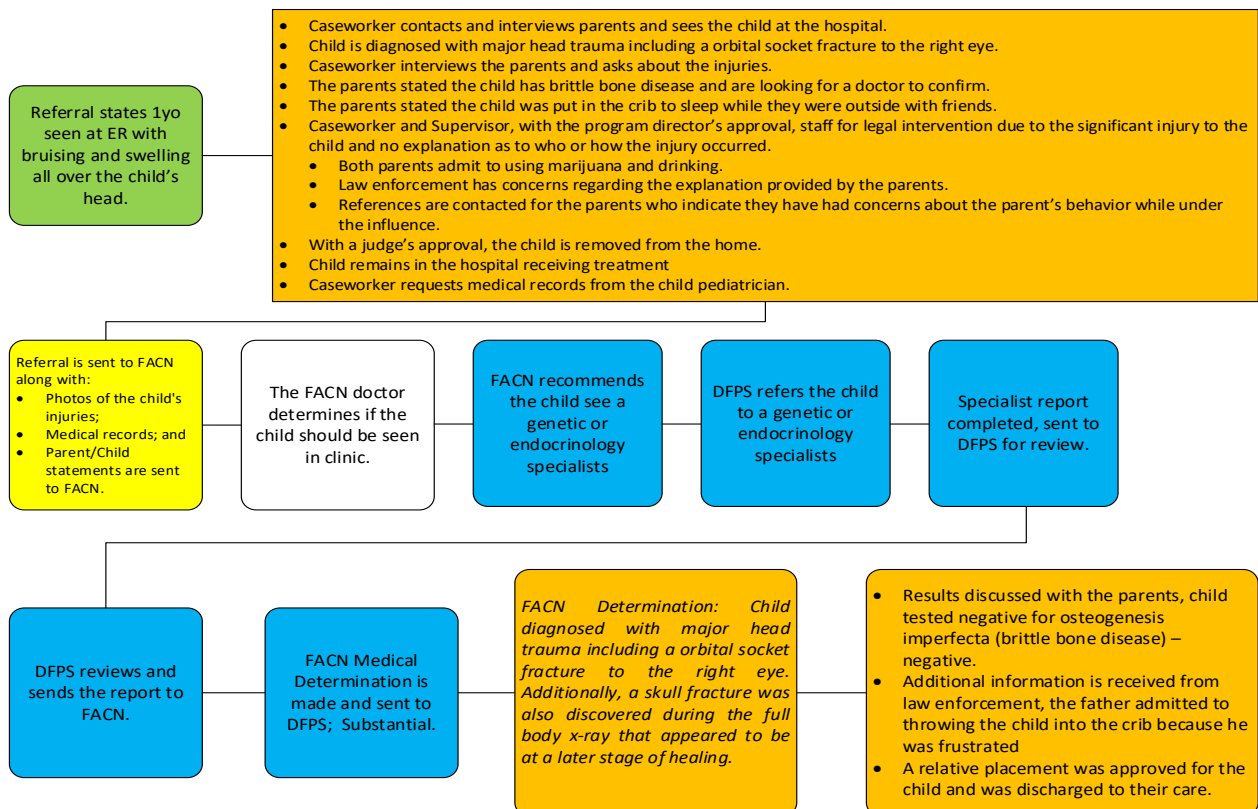 Referral states 1yo
seen at ER with
bruising and swelling
all over the child’s
head.
• Caseworker contacts and interviews parents and sees the child at the hospital.
• Child is diagnosed with major head trauma including a orbital socket fracture to the right eye.
• Caseworker interviews the parents and asks about the injuries.
• The parents stated the child has brittle bone disease and are looking for a doctor to confirm.
• The parents stated the child was put in the crib to sleep while they were outside with friends.
• Caseworker and Supervisor, with the program director’s approval, staff for legal intervention due to the significant injury to the
child and no explanation as to who or how the injury occurred.
• Both parents admit to using marijuana and drinking.
• Law enforcement has concerns regarding the explanation provided by the parents.
• References are contacted for the parents who indicate they have had concerns about the parent’s behavior while under
the influence.
• With a judge’s approval, the child is removed from the home.
• Child remains in the hospital receiving treatment
• Caseworker requests medical records from the child pediatrician.
Referral is sent to FACN
along with:
• Photos of the child's
injuries;
• Medical records; and
• Parent/Child
statements are sent
to FACN.
The FACN doctor
determines if the
child should be seen
in clinic.
FACN recommends
the child see a
genetic or
endocrinology
specialists
DFPS refers the child
to a genetic or
endocrinology
specialists
Specialist report
completed, sent to
DFPS for review.
DFPS reviews and
sends the report to
FACN.
FACN Medical
Determination is
made and sent to
DFPS; Substantial.
FACN Determination: Child
diagnosed with major head
trauma including a orbital socket
fracture to the right eye.
Additionally, a skull fracture was
also discovered during the full
body x-ray that appeared to be
at a later stage of healing.
• Results discussed with the parents, child
tested negative for osteogenesis
imperfecta (brittle bone disease) –
negative.
• Additional information is received from
law enforcement, the father admitted to
throwing the child into the crib because he
was frustrated
• A relative placement was approved for the
child and was discharged to their care.